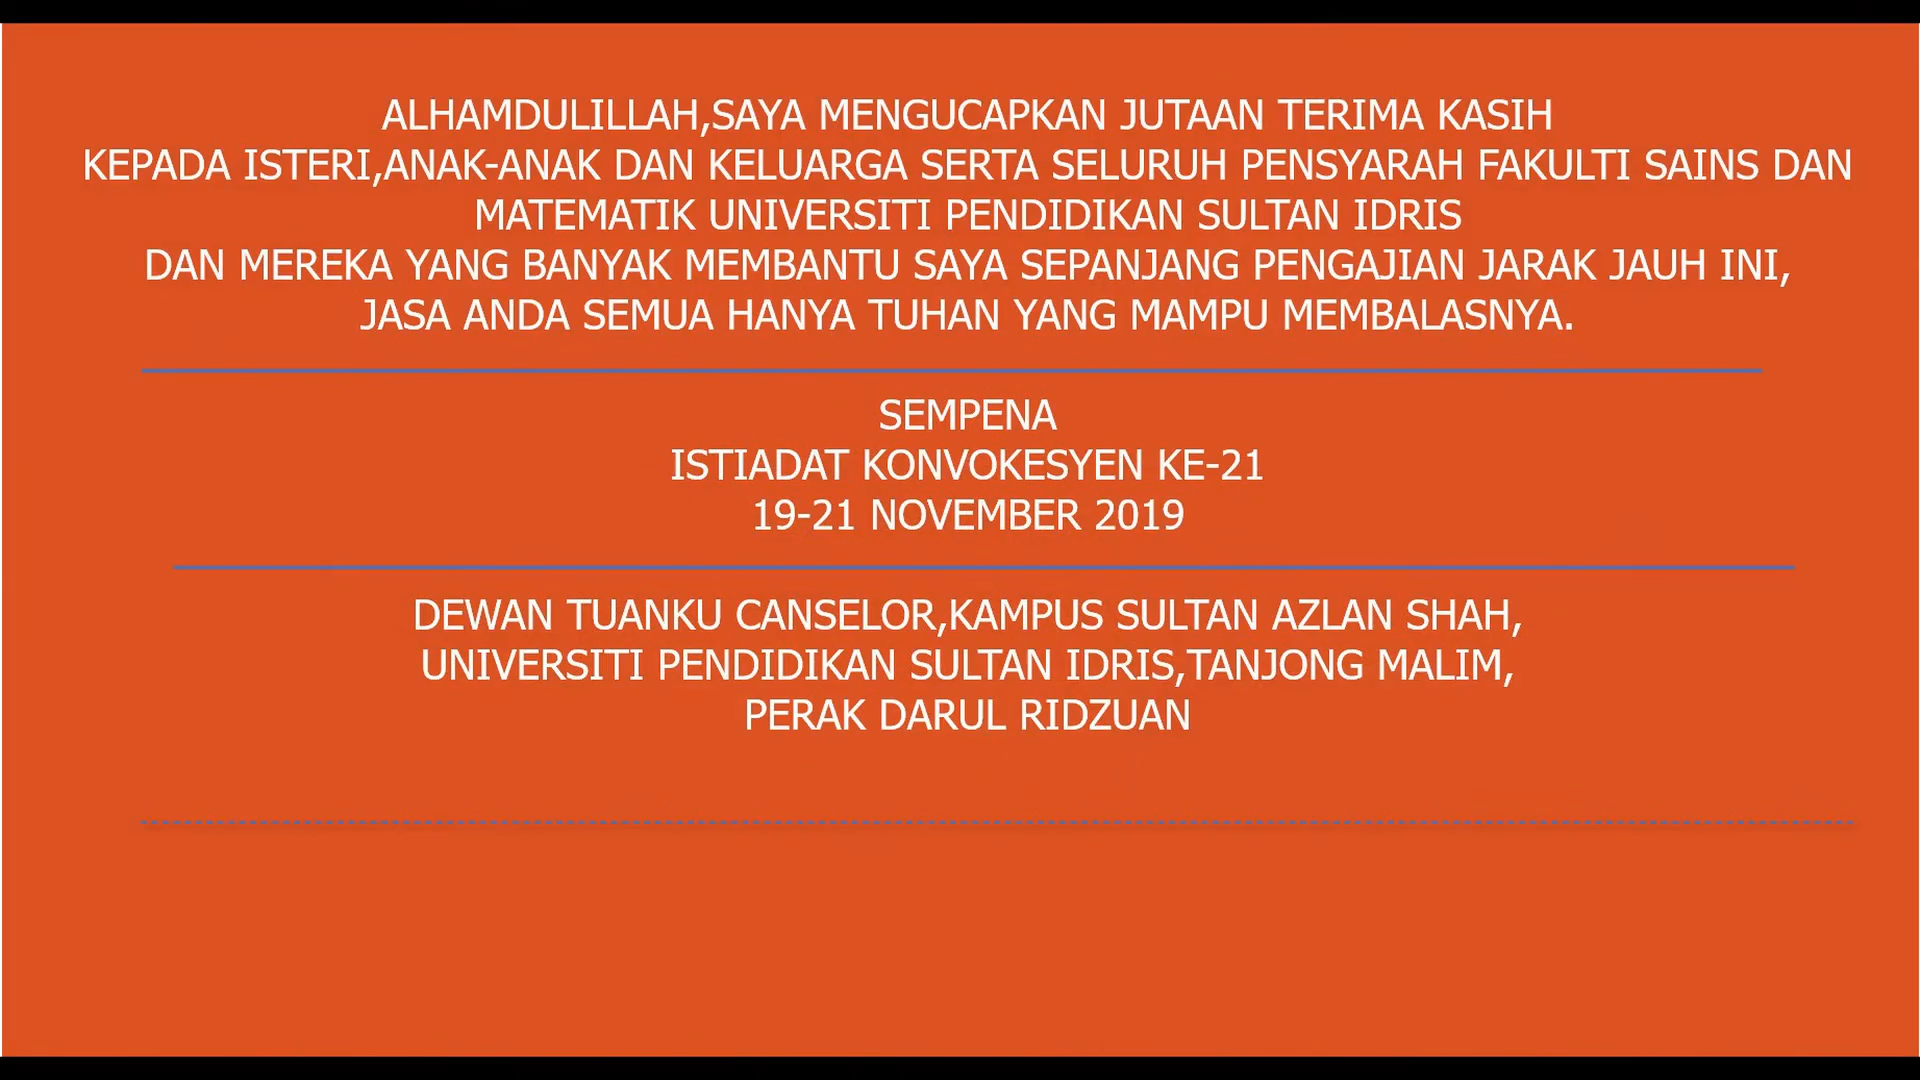 ALHAMDULILLAH,SAYA MENGUCAPKAN JUTAAN TERIMA KASIH
KEPADA ISTERI,ANAK-ANAK DAN KELUARGA SERTA SELURUH PENSYARAH FAKULTI SAINS DAN
MATEMATIK UNIVERSITI PENDIDIKAN SULTAN IDRIS
DAN MEREKA YANG BANYAK MEMBANTU SAYA SEPANJANG PENGAJIAN JARAK JAUH INI,
JASA ANDA SEMUA HANYA TUHAN YANG MAMPU MEMBALASNYA.
SEMPENA
ISTIADAT KONVOKESYEN KE-21
19-21 NOVEMBER 2019
DEWAN TUANKU CANSELOR,KAMPUS SULTAN AZLAN SHAH,
UNIVERSITI PENDIDIKAN SULTAN IDRIS,TANJONG MALIM,
PERAK DARUL RIDZUAN